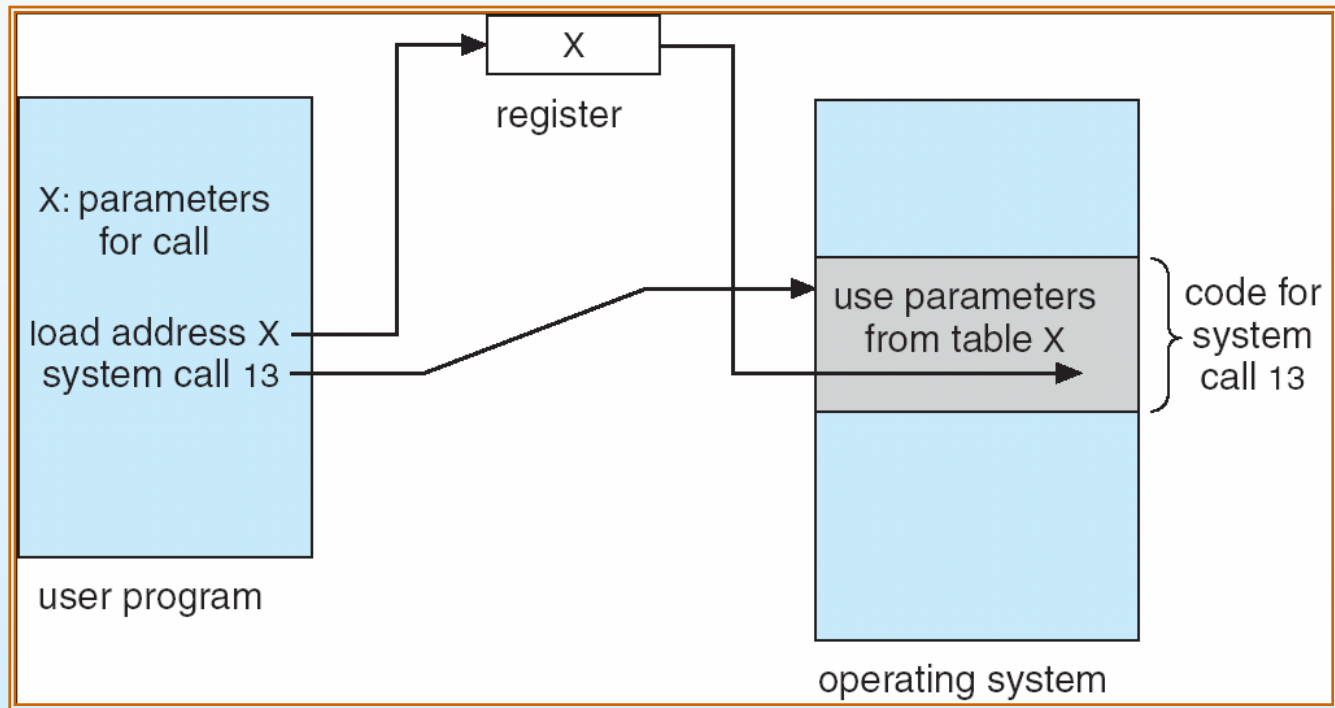 X
register
X: parameters
for call
load address X
system call 13
use parameters
from table X
code for
system
call 13
user program
operating system